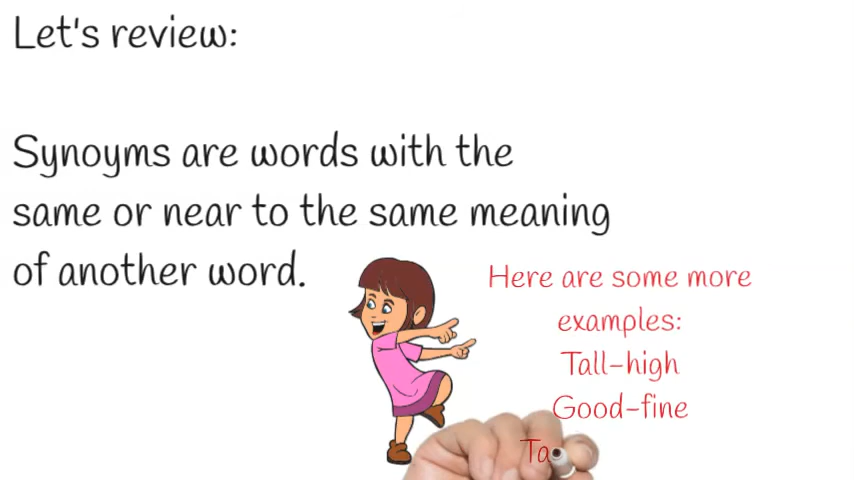 Let's review:
Synoyms are words with the
same or near to the same meaning
of another word.
Here are some more
examples:
Tall-high
Good-fine
Ta